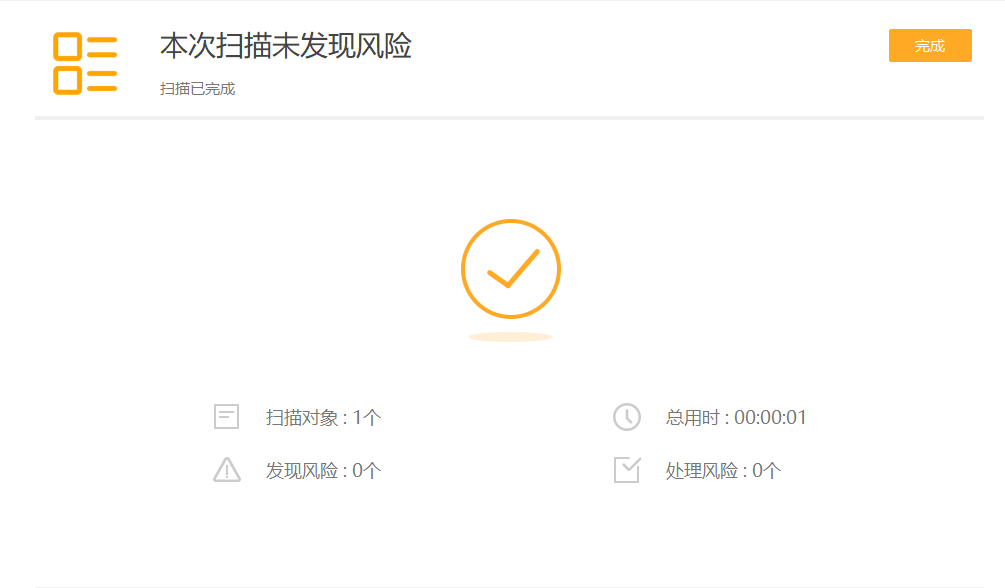 本次扫描未发现风险
完成
扫描已完成
扫描对象 : 1个
总用时 : 00:00:01
发现风险 : 0个
处理风险 : 0个